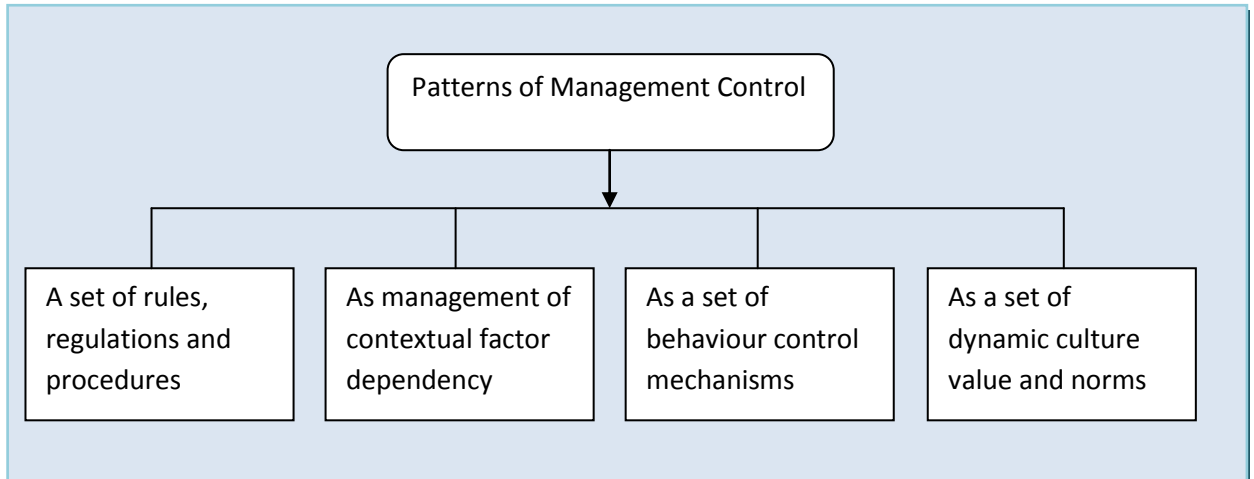 Patterns of Management Control
A set of rules,
regulations and
procedures
As management of
contextual factor
dependency
As a set of
behaviour control
mechanisms
As a set of
dynamic culture
value and norms